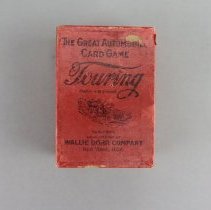 THE GREAT AUTOMOBILE
CARD GAME
Touring
WALLIE DORR COMPANY
NEW YORK, U.S.A.